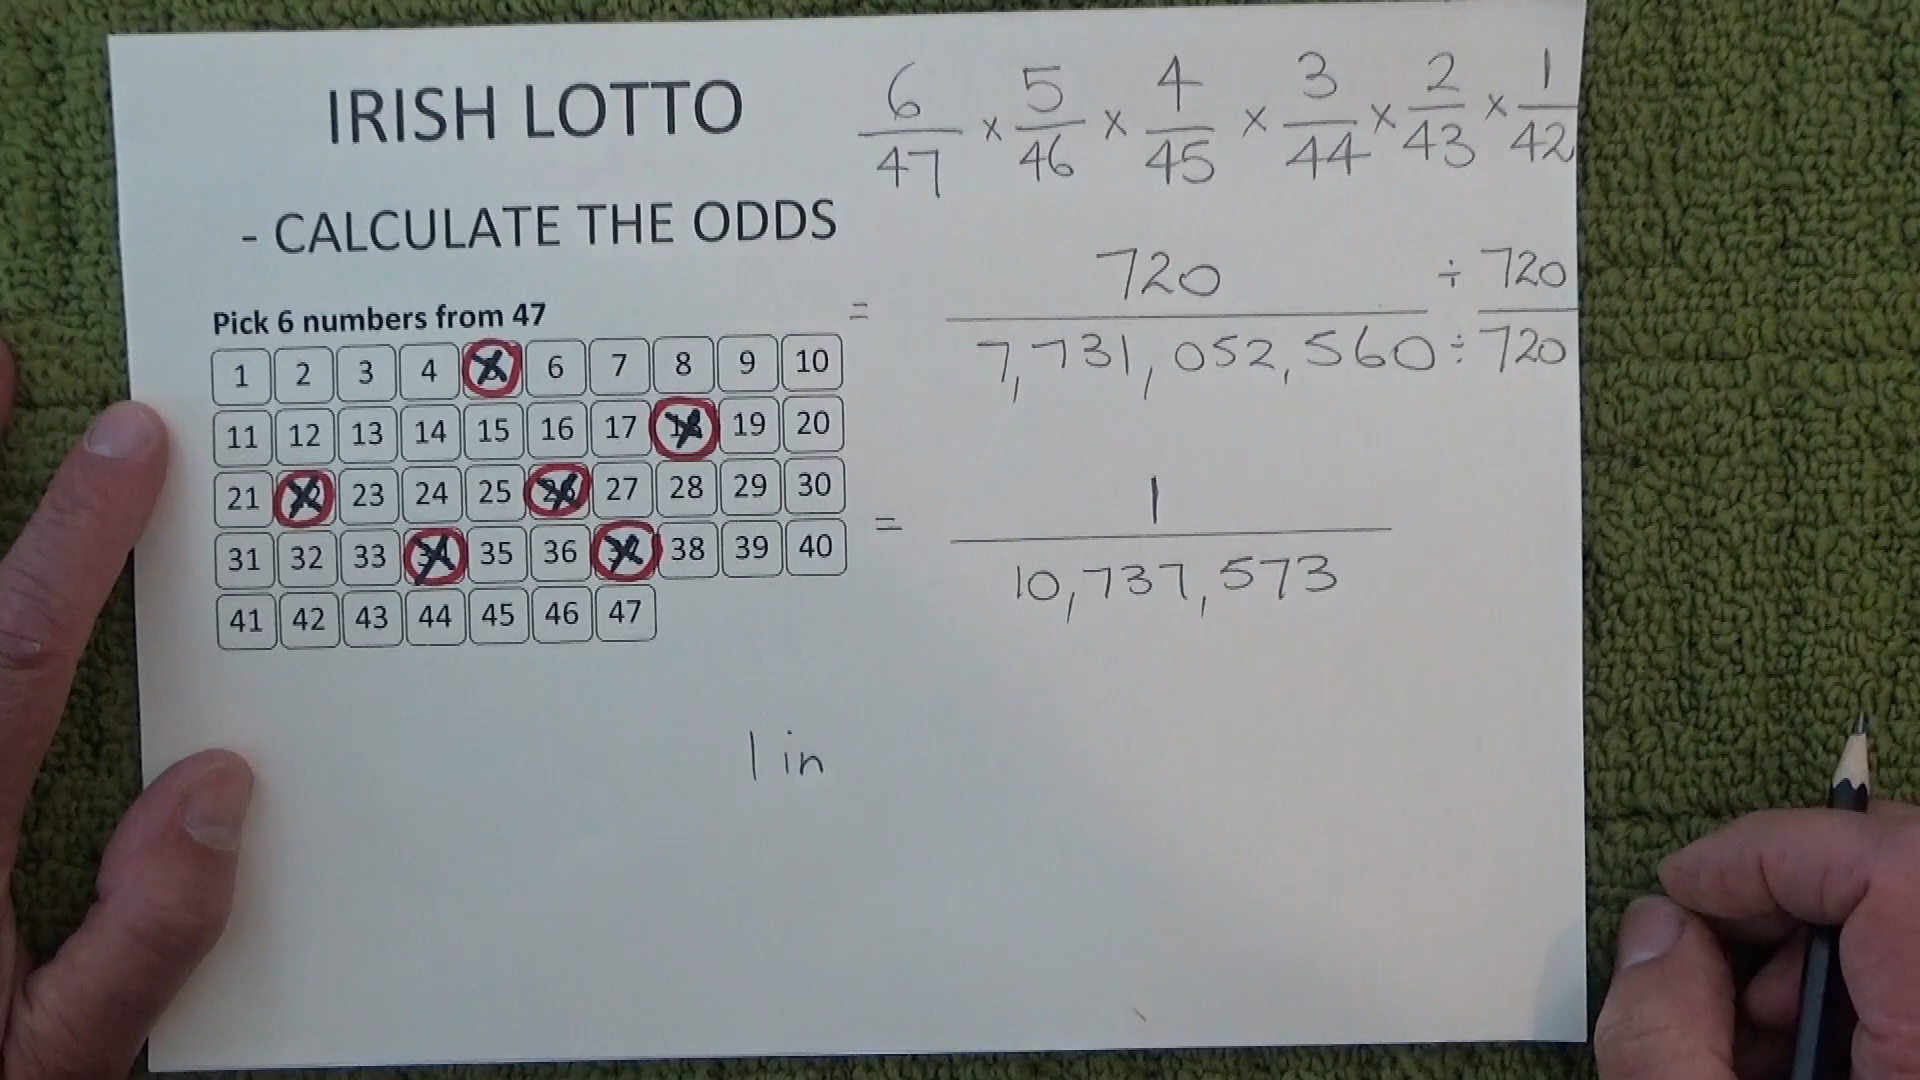 IRISH LOTTO
- CALCULATE THE ODDS
Pick 6 numbers from 47
1 2 3 4 6 7 8 9 10
11 12 13 14 15 16 17 18 19 20
21 22 23 24 25 26 27 28 29 30
31 32 33 34 35 36 38 39 40
41 42 43 44 45 46 47
6/47 × 5/46 × 4/45 × 3/44 × 2/43 × 1/42
= 720/7,731,052,560 ÷ 720/÷ 720
= 1/10,737,573
1 in